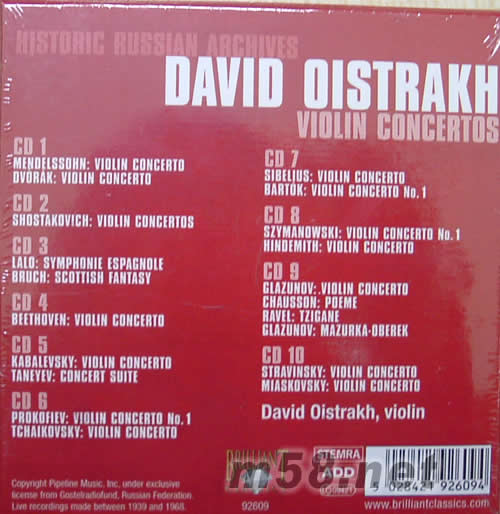 HISTORIC RUSSIAN ARCHIVES
DAVID OISTRAKH
VIOLIN CONCERTOS
CD 1
MENDELSSOHN: VIOLIN CONCERTO
DVORÁK: VIOLIN CONCERTO
CD 2
SHOSTAKOVICH: VIOLIN CONCERTOS
CD 3
LALO: SYMPHONIE ESPAGNOLE
BRUCH: SCOTTISH FANTASY
CD 4
BEETHOVEN: VIOLIN CONCERTO
CD 5
KABALEVSKY: VIOLIN CONCERTO
TANEYEV: CONCERT SUITE
CD 6
PROKOFIEV: VIOLIN CONCERTO No. 1
TCHAIKOVSKY: VIOLIN CONCERTO
CD 7
SIBELIUS: VIOLIN CONCERTO
BARTÓK: VIOLIN CONCERTO No. 1
CD 8
SZYMANOWSKI: VIOLIN CONCERTO No. 1
HINDEMITH: VIOLIN CONCERTO
CD 9
GLAZUNOV: VIOLIN CONCERTO
CHAUSSON: POEME
RAVEL: TZIGANE
GLAZUNOV: MAZURKA-OBEREK
CD 10
STRAVINSKY: VIOLIN CONCERTO
MIASKOVSKY: VIOLIN CONCERTO
David Oistrakh, violin
Copyright Pipeline Music, Inc, under exclusive
license from Gostelradiofund, Russian Federation.
Live recordings made between 1939 and 1968.
BRILLIANT
92609
STEMRA
ADD
5 028421 926094
www.brilliantclassics.com
m58.net